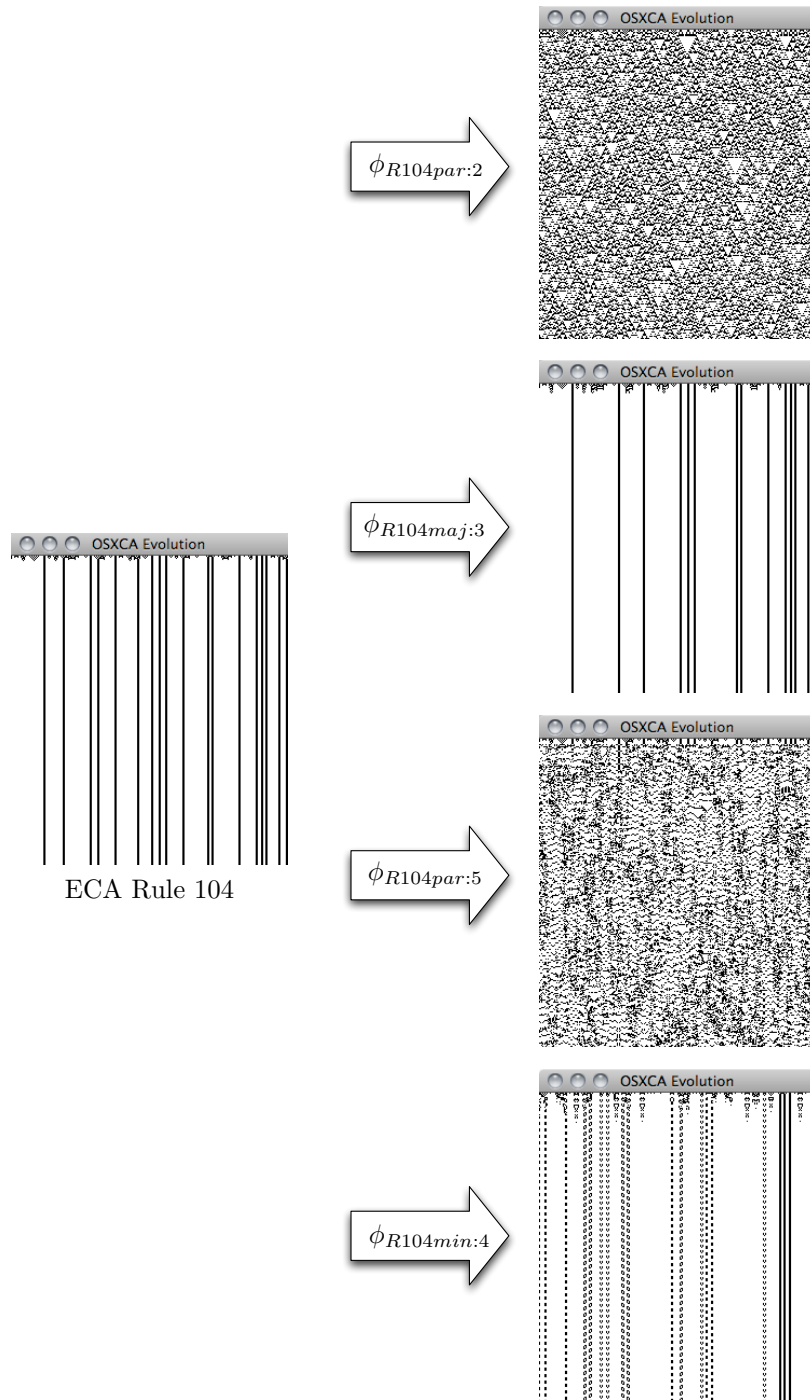 OSXCA Evolution
ϕR104par:2
OSXCA Evolution
ϕR104maj:3
OSXCA Evolution
ECA Rule 104
OSXCA Evolution
ϕR104par:5
OSXCA Evolution
ϕR104min:4